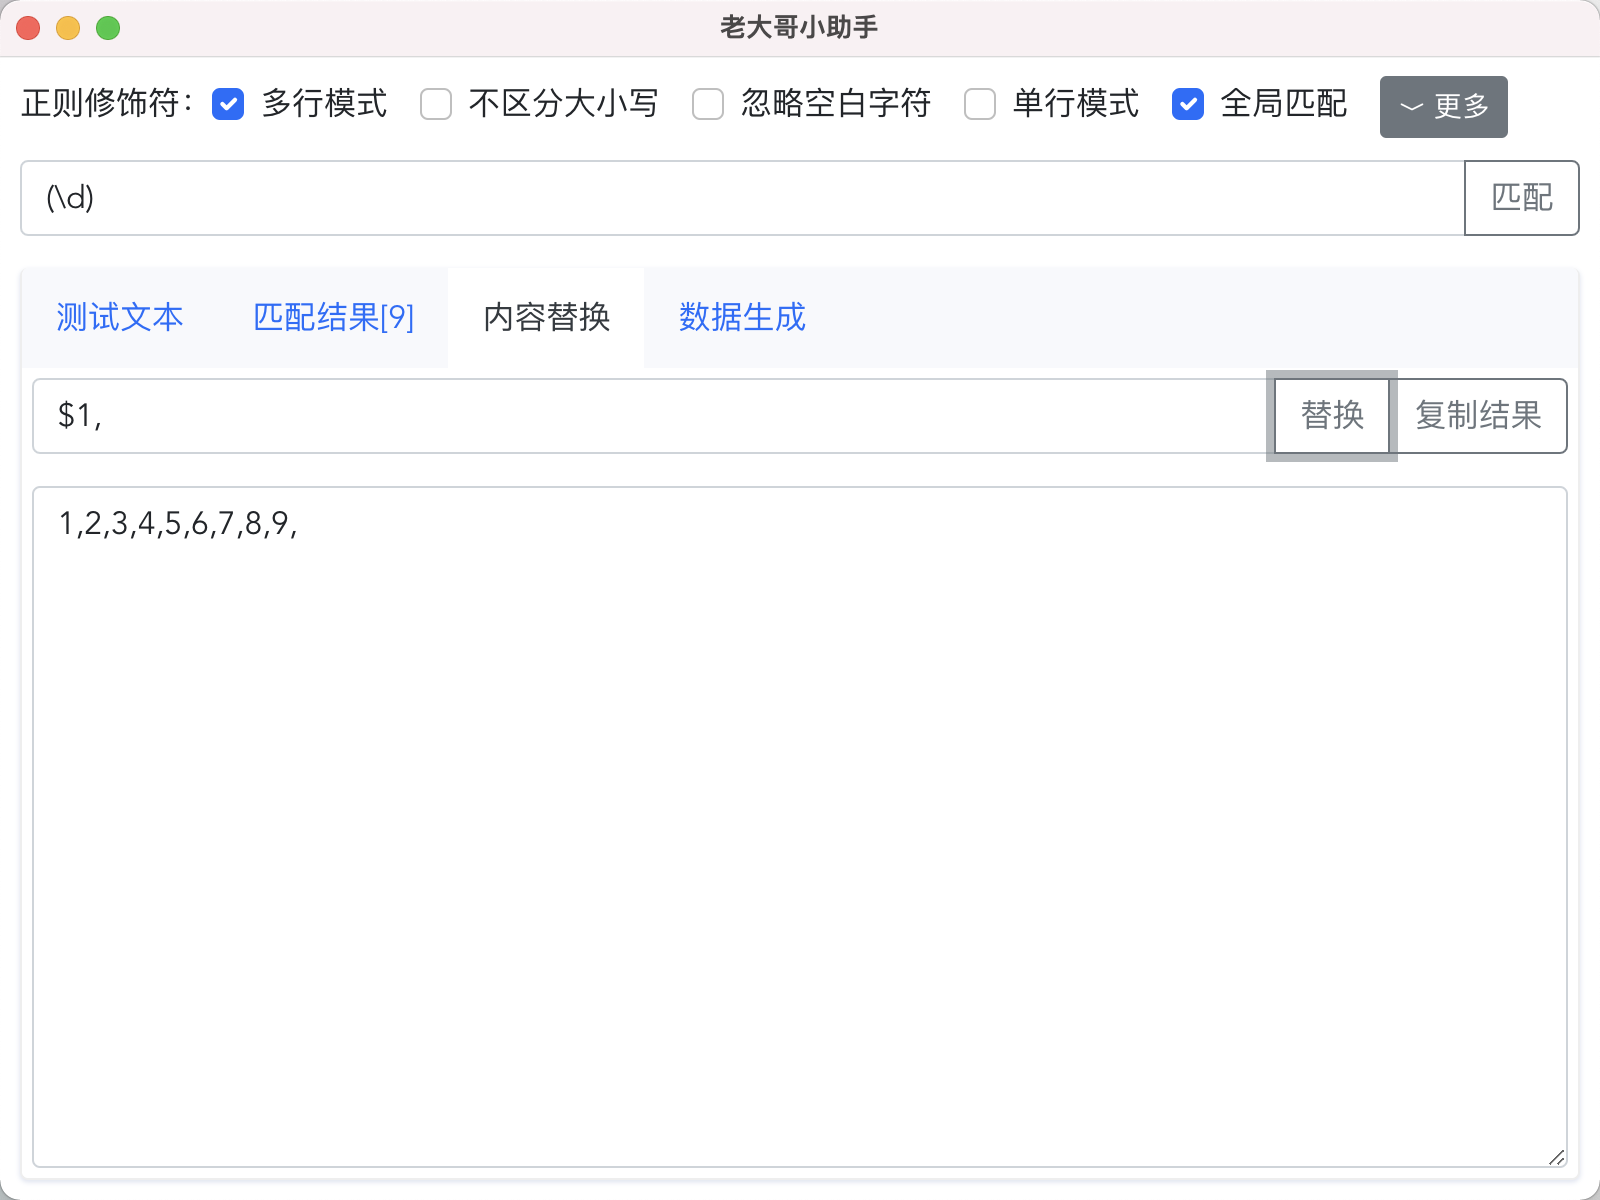 老大哥小助手
正则修饰符： 多行模式 不区分大小写 忽略空白字符 单行模式 全局匹配 更多
(\d) 匹配
测试文本 匹配结果[9] 内容替换 数据生成
$1, 替换 复制结果
1,2,3,4,5,6,7,8,9,